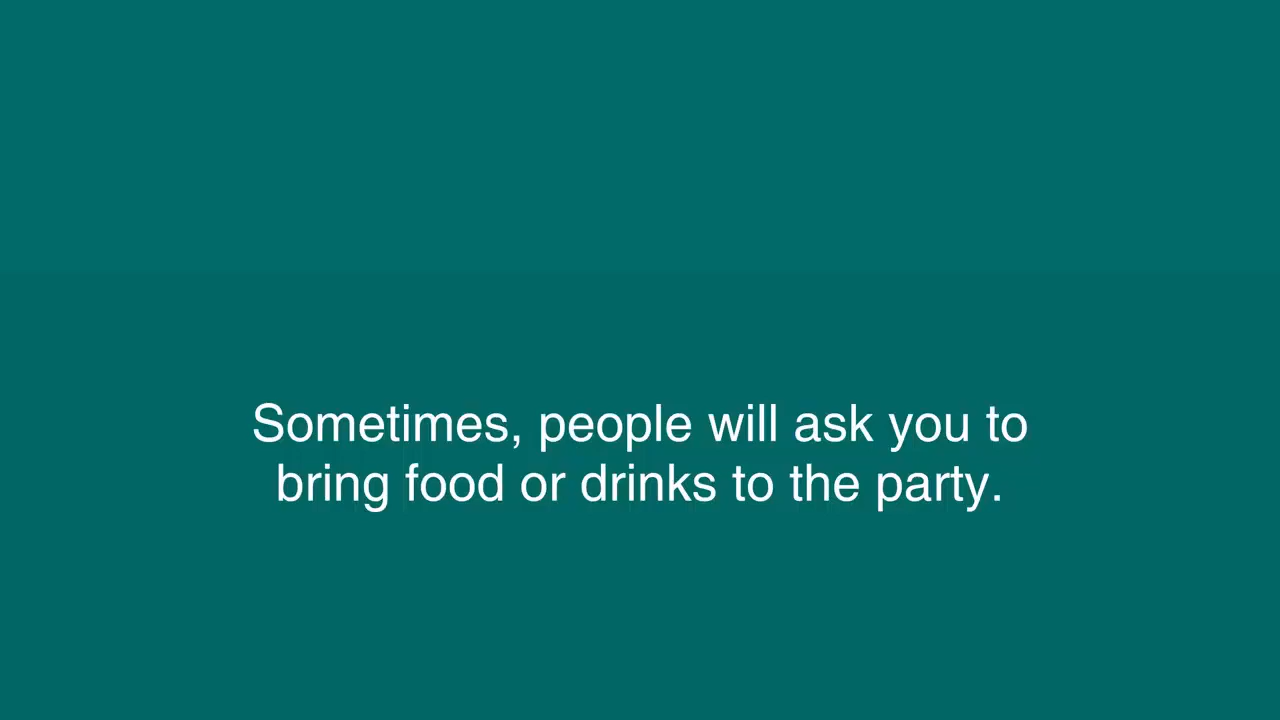 Sometimes, people will ask you to
bring food or drinks to the party.